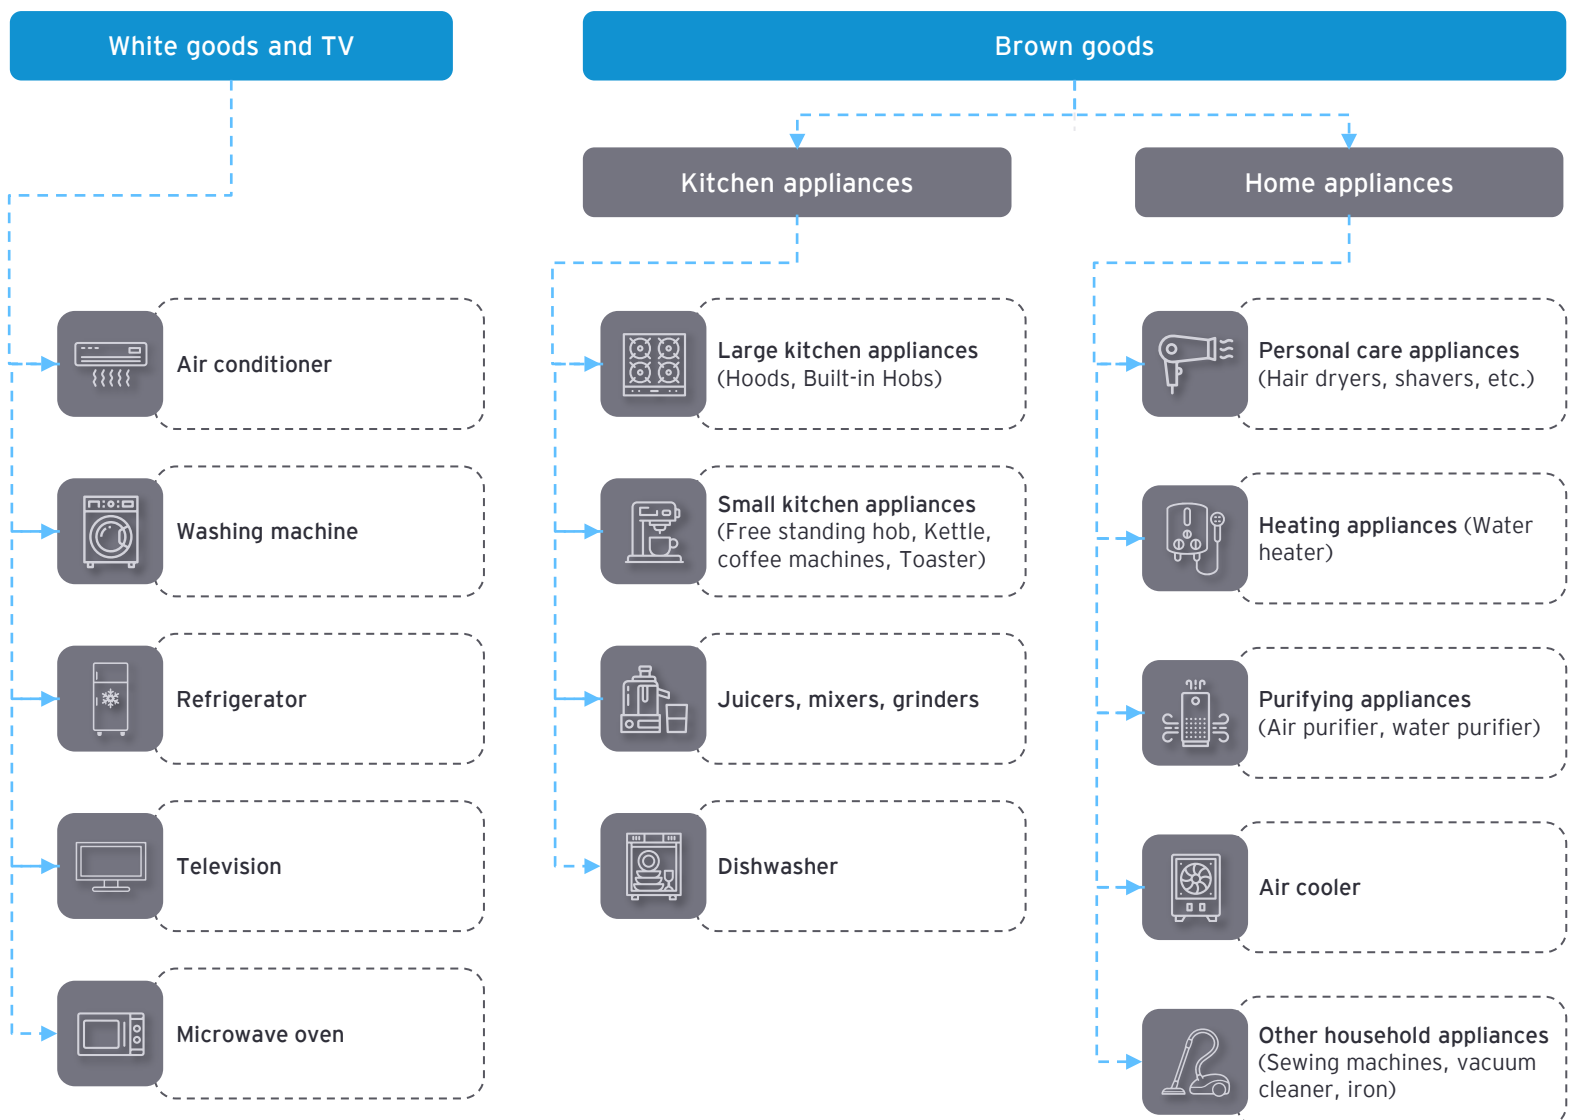 White goods and TV
Air conditioner
Washing machine
Refrigerator
Television
Microwave oven
Brown goods
Kitchen appliances
Large kitchen appliances
(Hoods, Built-in Hobs)
Small kitchen appliances
(Free standing hob, Kettle,
coffee machines, Toaster)
Juicers, mixers, grinders
Dishwasher
Home appliances
Personal care appliances
(Hair dryers, shavers, etc.)
Heating appliances (Water
heater)
Purifying appliances
(Air purifier, water purifier)
Air cooler
Other household appliances
(Sewing machines, vacuum
cleaner, iron)